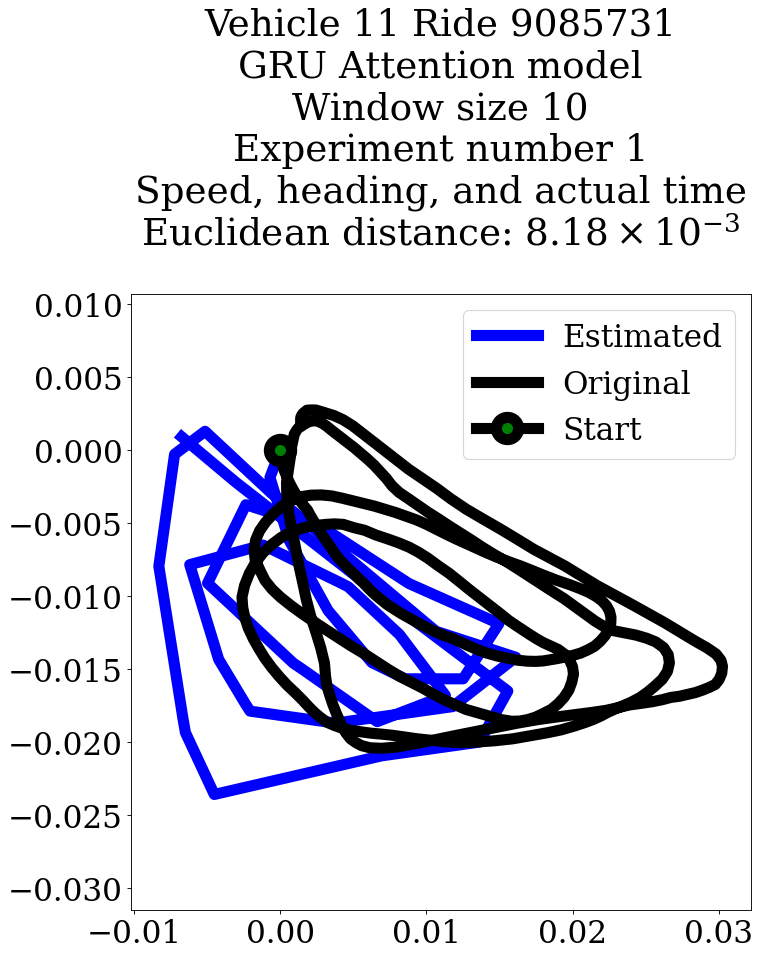 Vehicle 11 Ride 9085731
GRU Attention model
Window size 10
Experiment number 1
Speed, heading, and actual time
Euclidean distance: 8.18 × 10⁻³
0.010
0.005
0.000
−0.005
−0.010
−0.015
−0.020
−0.025
−0.030
Estimated
Original
Start
−0.01 0.00 0.01 0.02 0.03